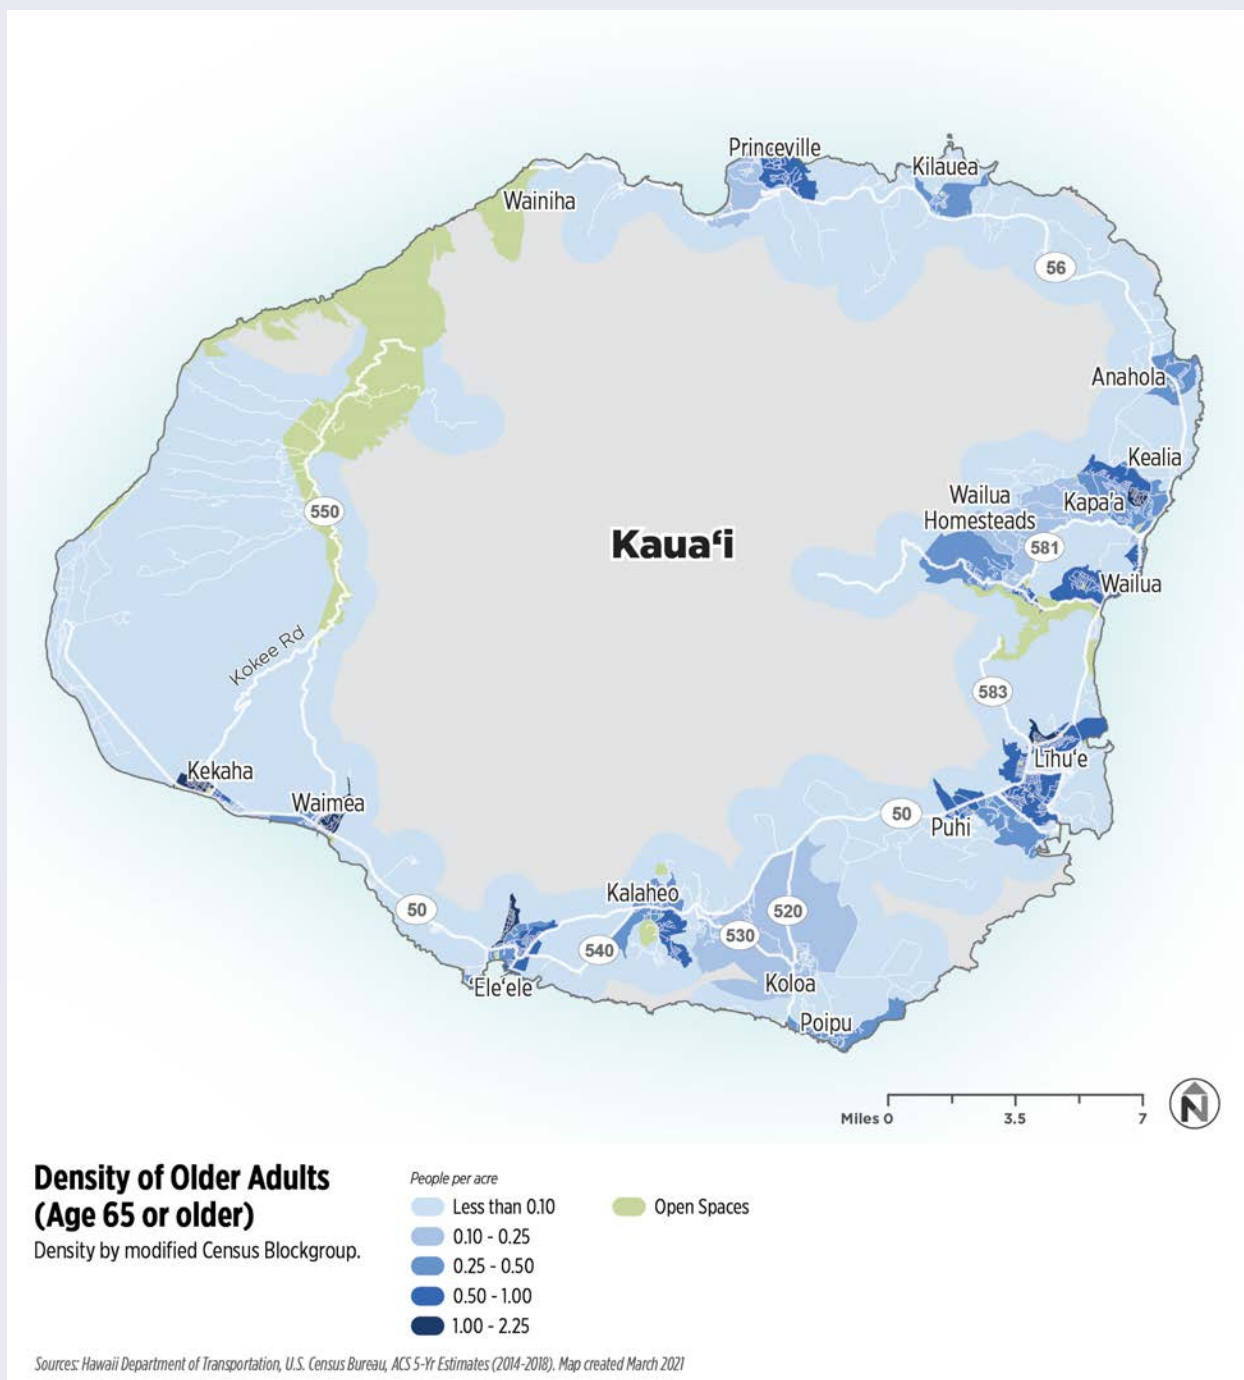 Princeville
Kilauea
Wainiha
56
Anahola
Kealia
Wailua
Homesteads
Kapa'a
550
Kaua‘i
581
Wailua
Kokee Rd
583
Līhu‘e
Kekaha
Waimea
50
Puhi
Kalaheo
50
520
530
540
Koloa
‘Ele‘ele
Poipu
Miles 0 3.5 7
N
Density of Older Adults
(Age 65 or older)
Density by modified Census Blockgroup.
People per acre
Less than 0.10
0.10 - 0.25
0.25 - 0.50
0.50 - 1.00
1.00 - 2.25
Open Spaces
Sources: Hawaii Department of Transportation, U.S. Census Bureau, ACS 5-Yr Estimates (2014-2018). Map created March 2021